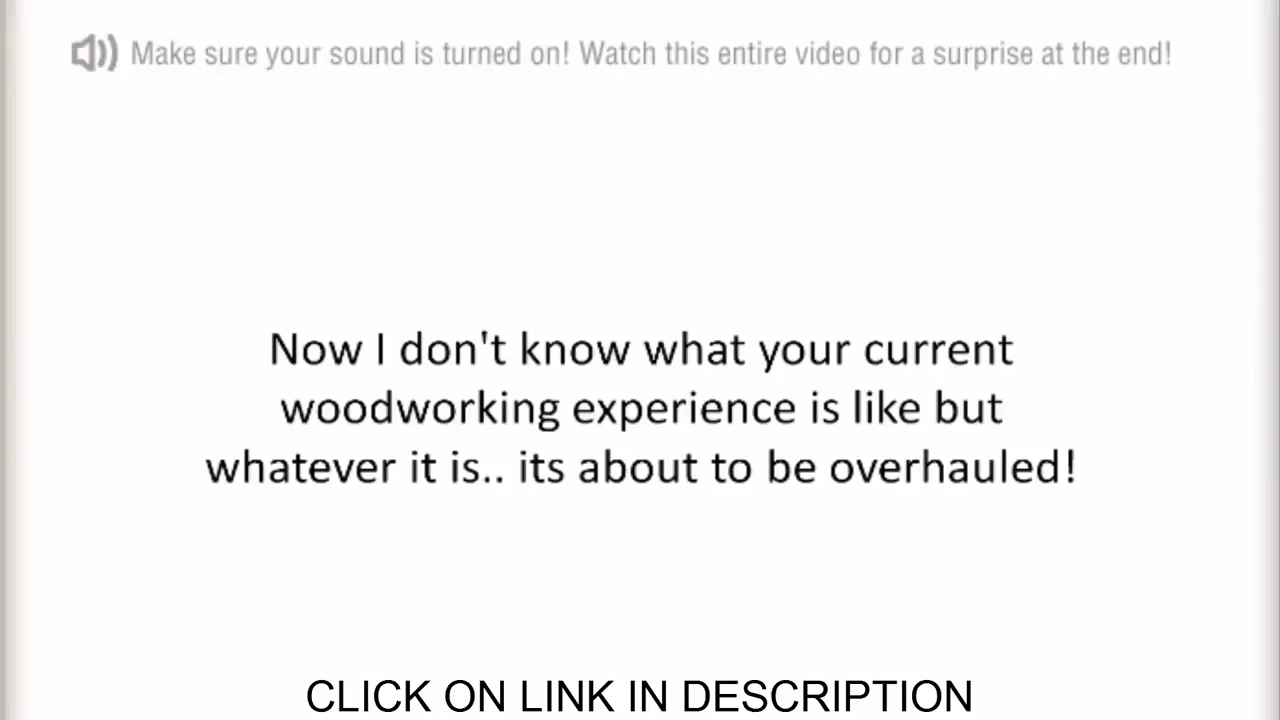 Make sure your sound is turned on! Watch this entire video for a surprise at the end!
Now I don't know what your current
woodworking experience is like but
whatever it is.. its about to be overhauled!
CLICK ON LINK IN DESCRIPTION